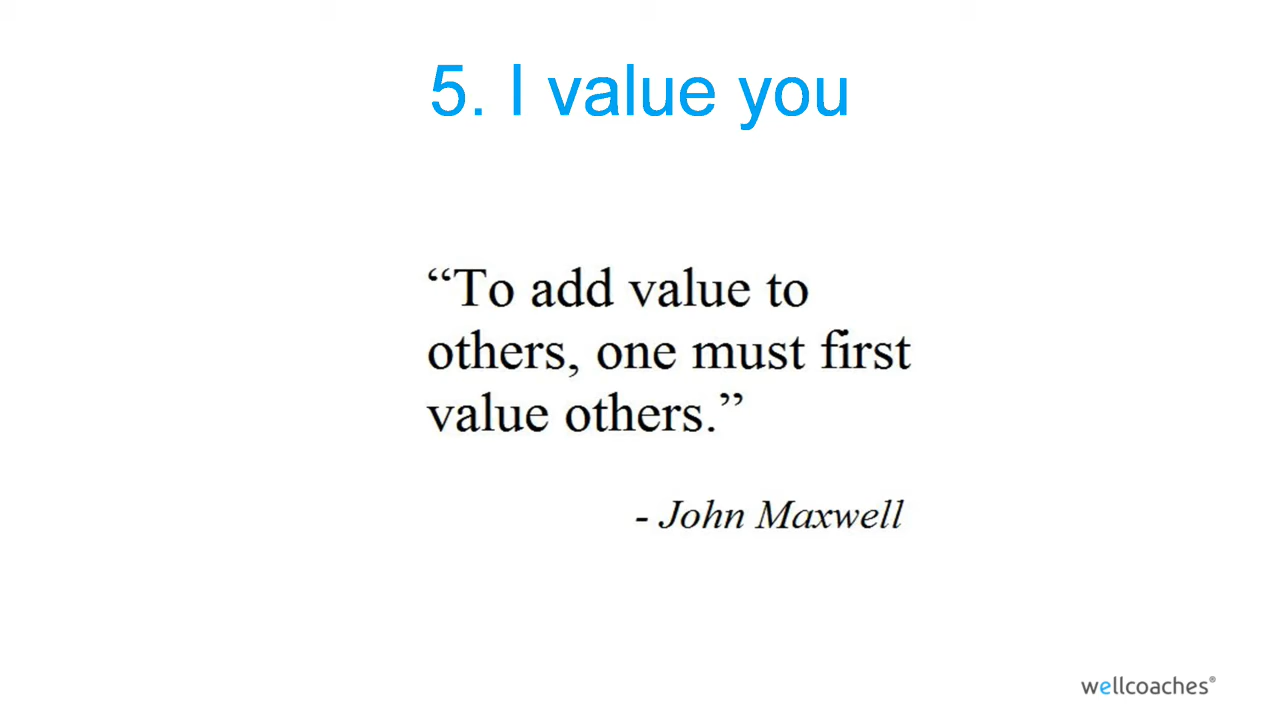 5. I value you
“To add value to
others, one must first
value others.”
- John Maxwell
wellcoaches®